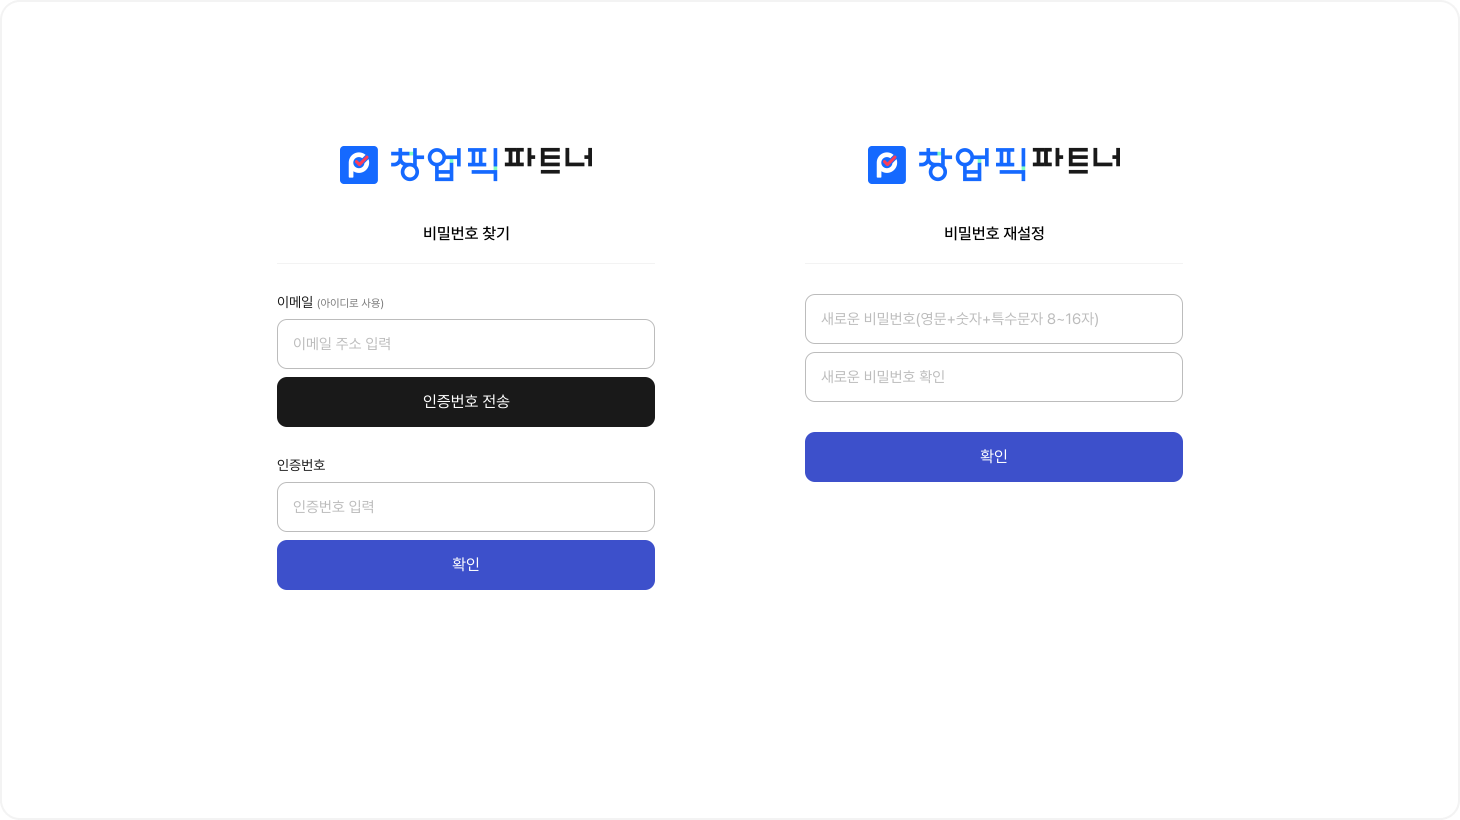 창업픽파트너
비밀번호 찾기
이메일 (아이디로 사용)
이메일 주소 입력
인증번호 전송
인증번호
인증번호 입력
확인
창업픽파트너
비밀번호 재설정
새로운 비밀번호(영문+숫자+특수문자 8~16자)
새로운 비밀번호 확인
확인